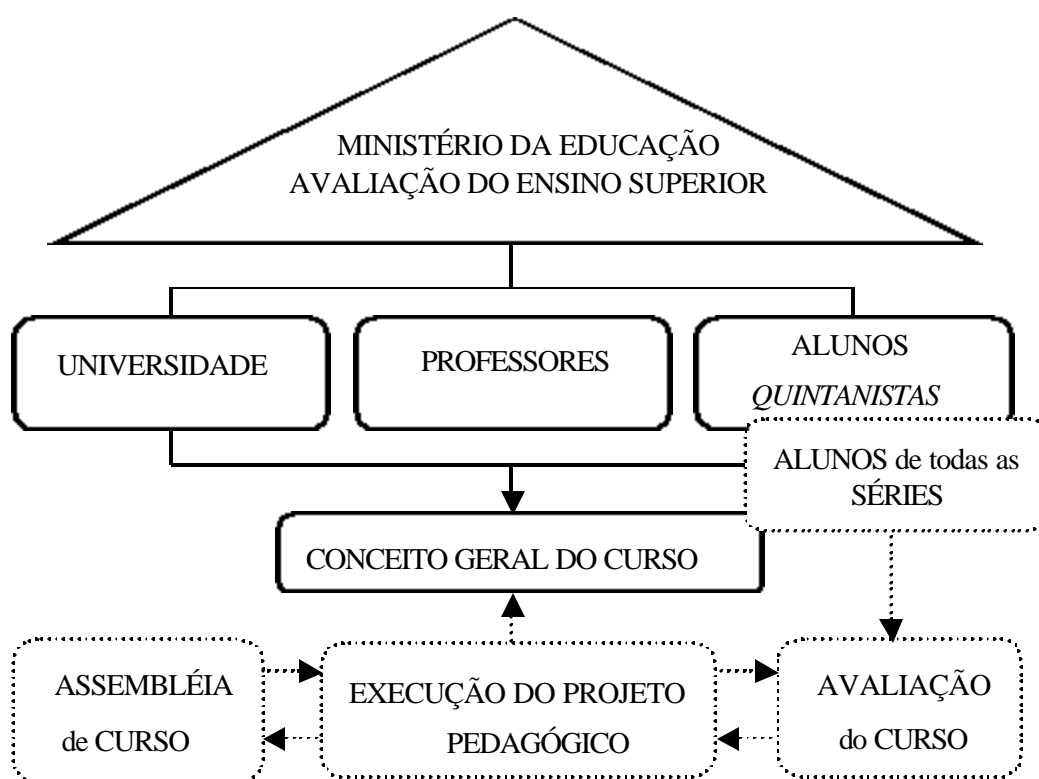 MINISTÉRIO DA EDUCAÇÃO
AVALIAÇÃO DO ENSINO SUPERIOR
UNIVERSIDADE
PROFESSORES
ALUNOS
QUINTANISTAS
ALUNOS de todas as
SÉRIES
CONCEITO GERAL DO CURSO
ASSEMBLÉIA
de CURSO
EXECUÇÃO DO PROJETO
PEDAGÓGICO
AVALIAÇÃO
do CURSO